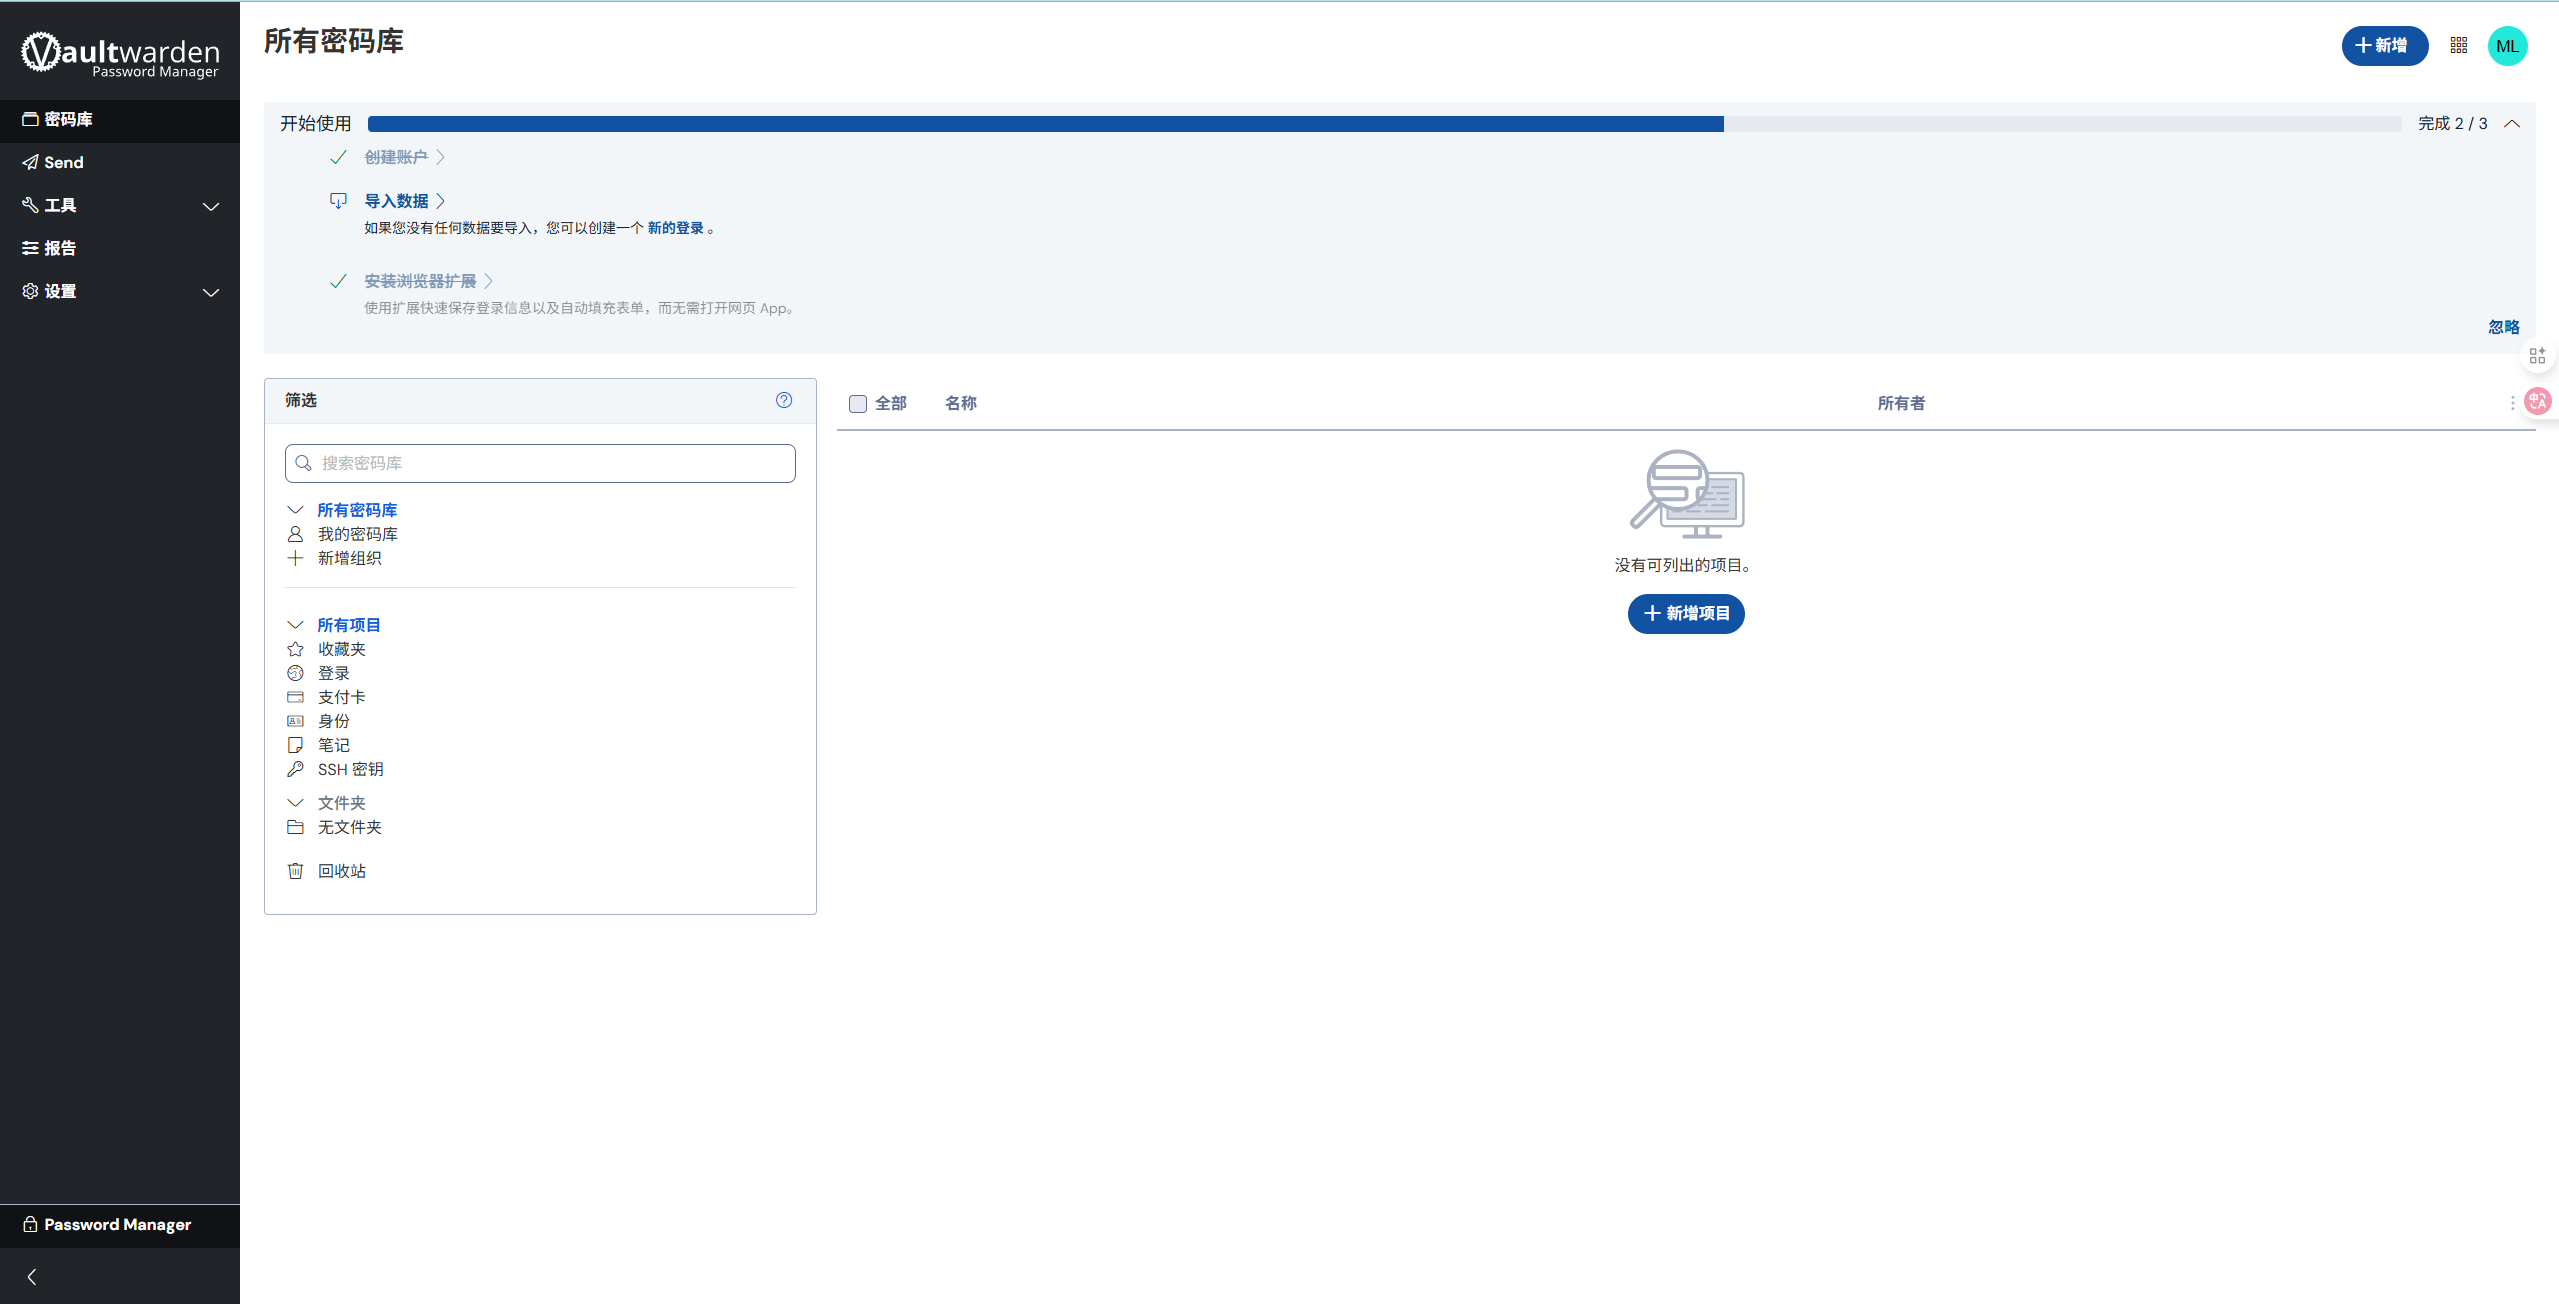 Vaultwarden
Password Manager
密码库
Send
工具
报告
设置
Password Manager
所有密码库
新增
ML
开始使用
完成 2 / 3
创建账户
导入数据
如果您没有任何数据要导入，您可以创建一个 新的登录 。
安装浏览器扩展
使用扩展快速保存登录信息以及自动填充表单，而无需打开网页 App。
忽略
筛选
搜索密码库
所有密码库
我的密码库
新增组织
所有项目
收藏夹
登录
支付卡
身份
笔记
SSH 密钥
文件夹
无文件夹
回收站
全部 名称 所有者
没有可列出的项目。
新增项目